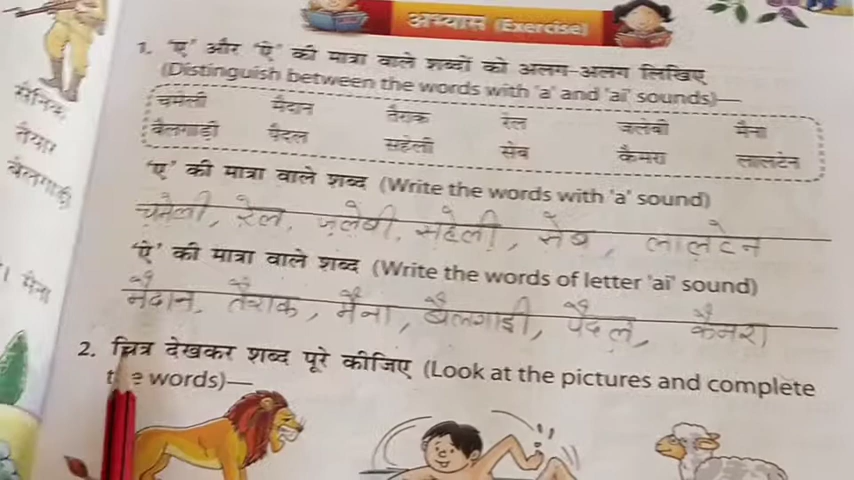 अभ्यास (Exercise)
1. 'ए' और 'ऐ' की मात्रा वाले शब्दों को अलग-अलग लिखिए
(Distinguish between the words with 'a' and 'ai' sounds)—
चमेली मैदान तैराक रेल जलेबी मैना
बैलगाड़ी पैदल सहेली सेब कैमरा लालटेन
'ए' की मात्रा वाले शब्द (Write the words with 'a' sound)
चमेली, रेल, जलेबी, सहेली, सेब, लालटेन
'ऐ' की मात्रा वाले शब्द (Write the words of letter 'ai' sound)
मैदान, तैराक, मैना, बैलगाड़ी, पैदल, कैमरा
2. चित्र देखकर शब्द पूरे कीजिए (Look at the pictures and complete
words)—
सैनिक
तैयार
बैलगाड़ी
। मैना